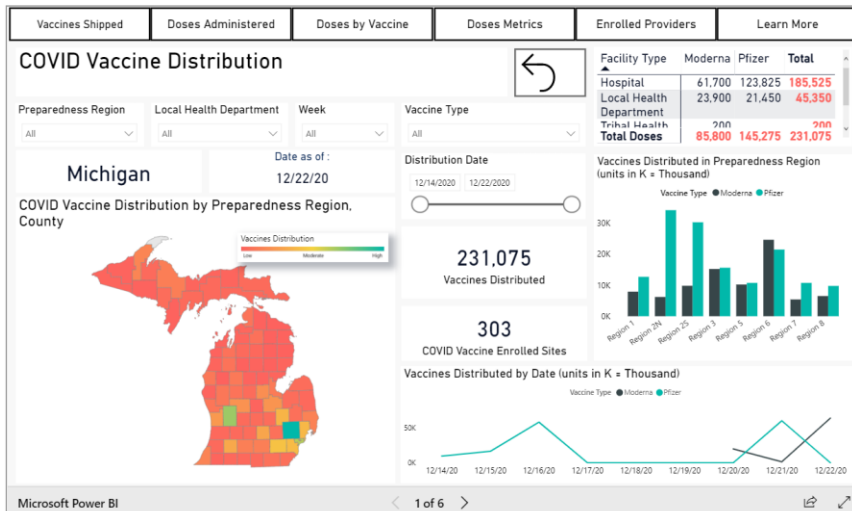 Vaccines Shipped
Doses Administered
Doses by Vaccine
Doses Metrics
Enrolled Providers
Learn More
COVID Vaccine Distribution
Facility Type Moderna Pfizer Total
Hospital 61,700 123,825 185,525
Local Health 23,900 21,450 45,350
Department
Tribal Health 200 200
Total Doses 85,800 145,275 231,075
Preparedness Region
All
Local Health Department
All
Week
All
Vaccine Type
All
Michigan
Date as of :
12/22/20
Distribution Date
12/14/2020 12/22/2020
COVID Vaccine Distribution by Preparedness Region,
County
Vaccines Distribution
Low Moderate High
231,075
Vaccines Distributed
303
COVID Vaccine Enrolled Sites
Vaccines Distributed in Preparedness Region
(units in K = Thousand)
Vaccine Type Moderna Pfizer
30K
20K
10K
0K
Region 1 Region 2N Region 2S Region 3 Region 5 Region 6 Region 7 Region 8
Vaccines Distributed by Date (units in K = Thousand)
Vaccine Type Moderna Pfizer
50K
0K
12/14/20 12/15/20 12/16/20 12/17/20 12/18/20 12/19/20 12/20/20 12/21/20 12/22/20
Microsoft Power BI
1 of 6